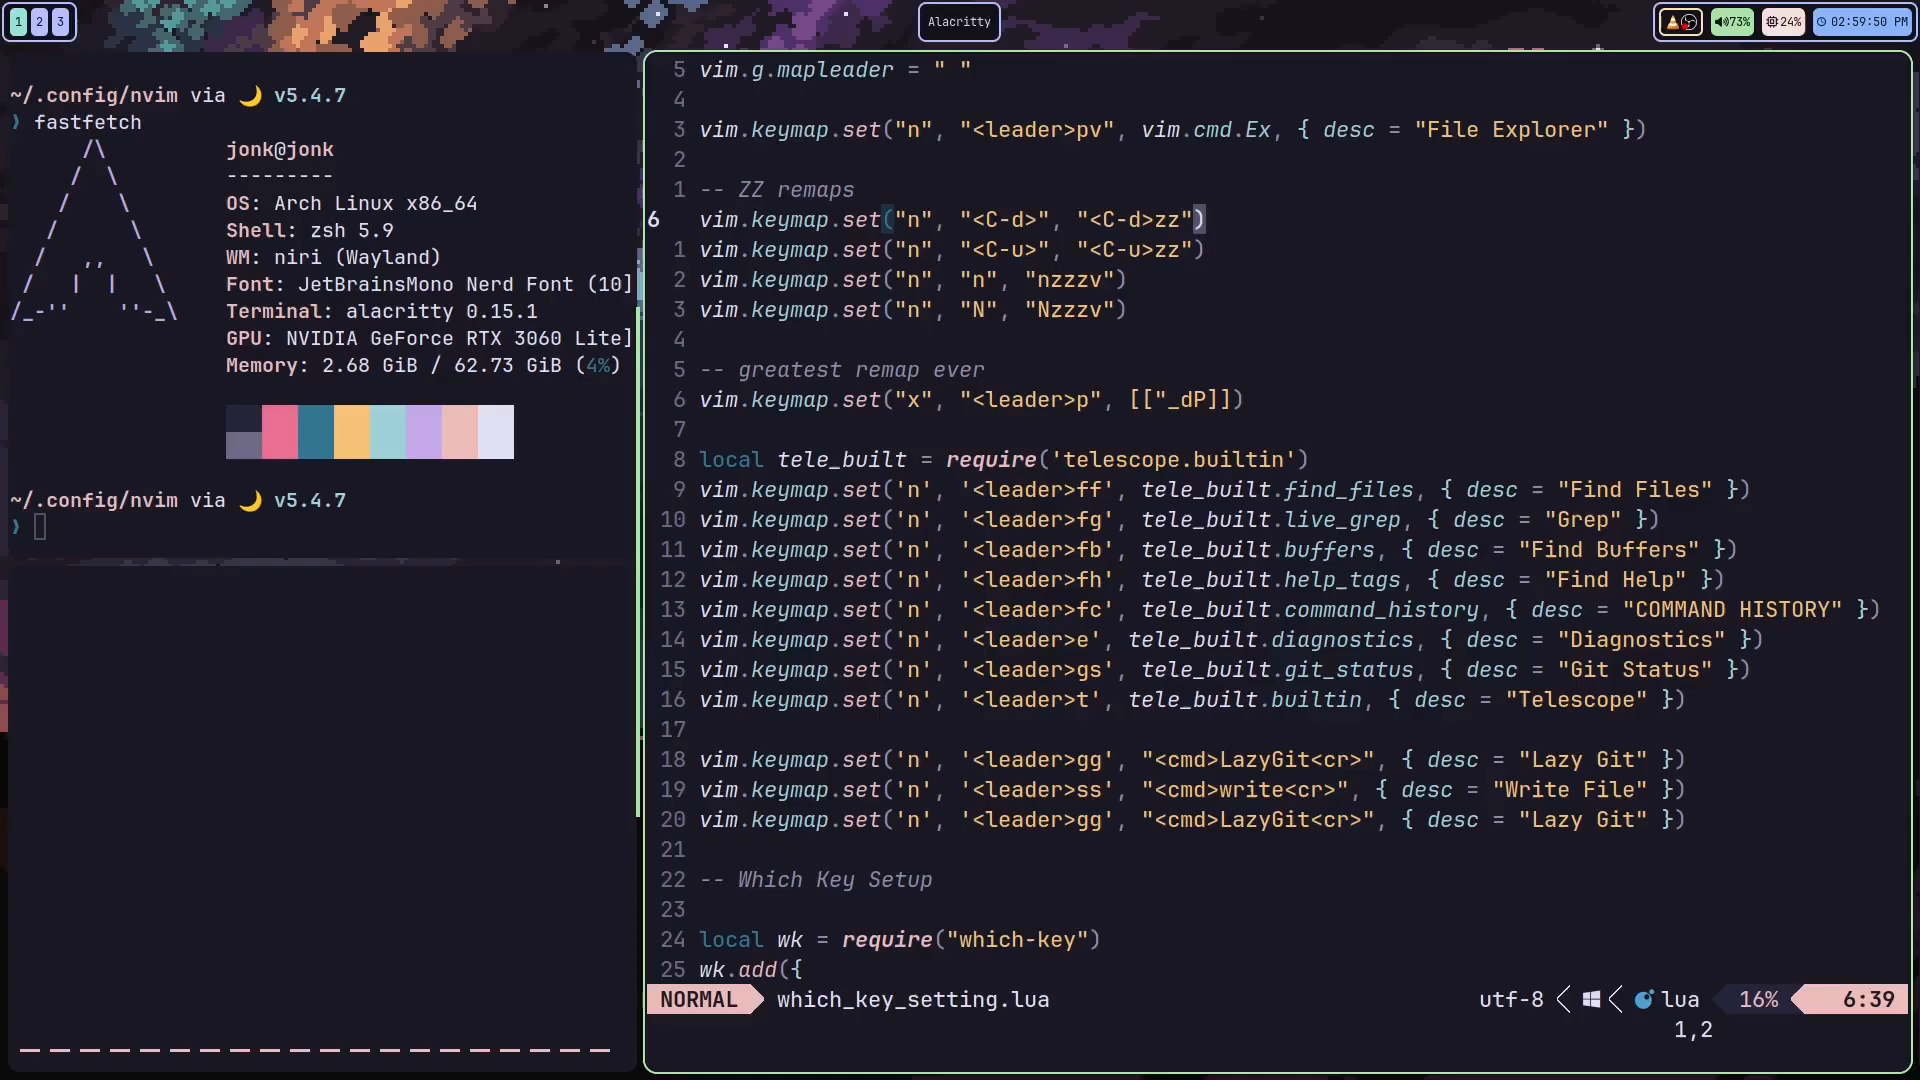 1 2 3
Alacritty
73% 24% 02:59:50 PM
~/.config/nvim via 🌙 v5.4.7
❯ fastfetch
jonk@jonk
---------
OS: Arch Linux x86_64
Shell: zsh 5.9
WM: niri (Wayland)
Font: JetBrainsMono Nerd Font (10]
Terminal: alacritty 0.15.1
GPU: NVIDIA GeForce RTX 3060 Lite]
Memory: 2.68 GiB / 62.73 GiB (4%)
~/.config/nvim via 🌙 v5.4.7
❯
5 vim.g.mapleader = " "
4
3 vim.keymap.set("n", "<leader>pv", vim.cmd.Ex, { desc = "File Explorer" })
2
1 -- ZZ remaps
6 vim.keymap.set("n", "<C-d>", "<C-d>zz")
1 vim.keymap.set("n", "<C-u>", "<C-u>zz")
2 vim.keymap.set("n", "n", "nzzzv")
3 vim.keymap.set("n", "N", "Nzzzv")
4
5 -- greatest remap ever
6 vim.keymap.set("x", "<leader>p", [["_dP]])
7
8 local tele_built = require('telescope.builtin')
9 vim.keymap.set('n', '<leader>ff', tele_built.find_files, { desc = "Find Files" })
10 vim.keymap.set('n', '<leader>fg', tele_built.live_grep, { desc = "Grep" })
11 vim.keymap.set('n', '<leader>fb', tele_built.buffers, { desc = "Find Buffers" })
12 vim.keymap.set('n', '<leader>fh', tele_built.help_tags, { desc = "Find Help" })
13 vim.keymap.set('n', '<leader>fc', tele_built.command_history, { desc = "COMMAND HISTORY" })
14 vim.keymap.set('n', '<leader>e', tele_built.diagnostics, { desc = "Diagnostics" })
15 vim.keymap.set('n', '<leader>gs', tele_built.git_status, { desc = "Git Status" })
16 vim.keymap.set('n', '<leader>t', tele_built.builtin, { desc = "Telescope" })
17
18 vim.keymap.set('n', '<leader>gg', "<cmd>LazyGit<cr>", { desc = "Lazy Git" })
19 vim.keymap.set('n', '<leader>ss', "<cmd>write<cr>", { desc = "Write File" })
20 vim.keymap.set('n', '<leader>gg', "<cmd>LazyGit<cr>", { desc = "Lazy Git" })
21
22 -- Which Key Setup
23
24 local wk = require("which-key")
25 wk.add({
NORMAL which_key_setting.lua utf-8 lua 16% 6:39
1,2